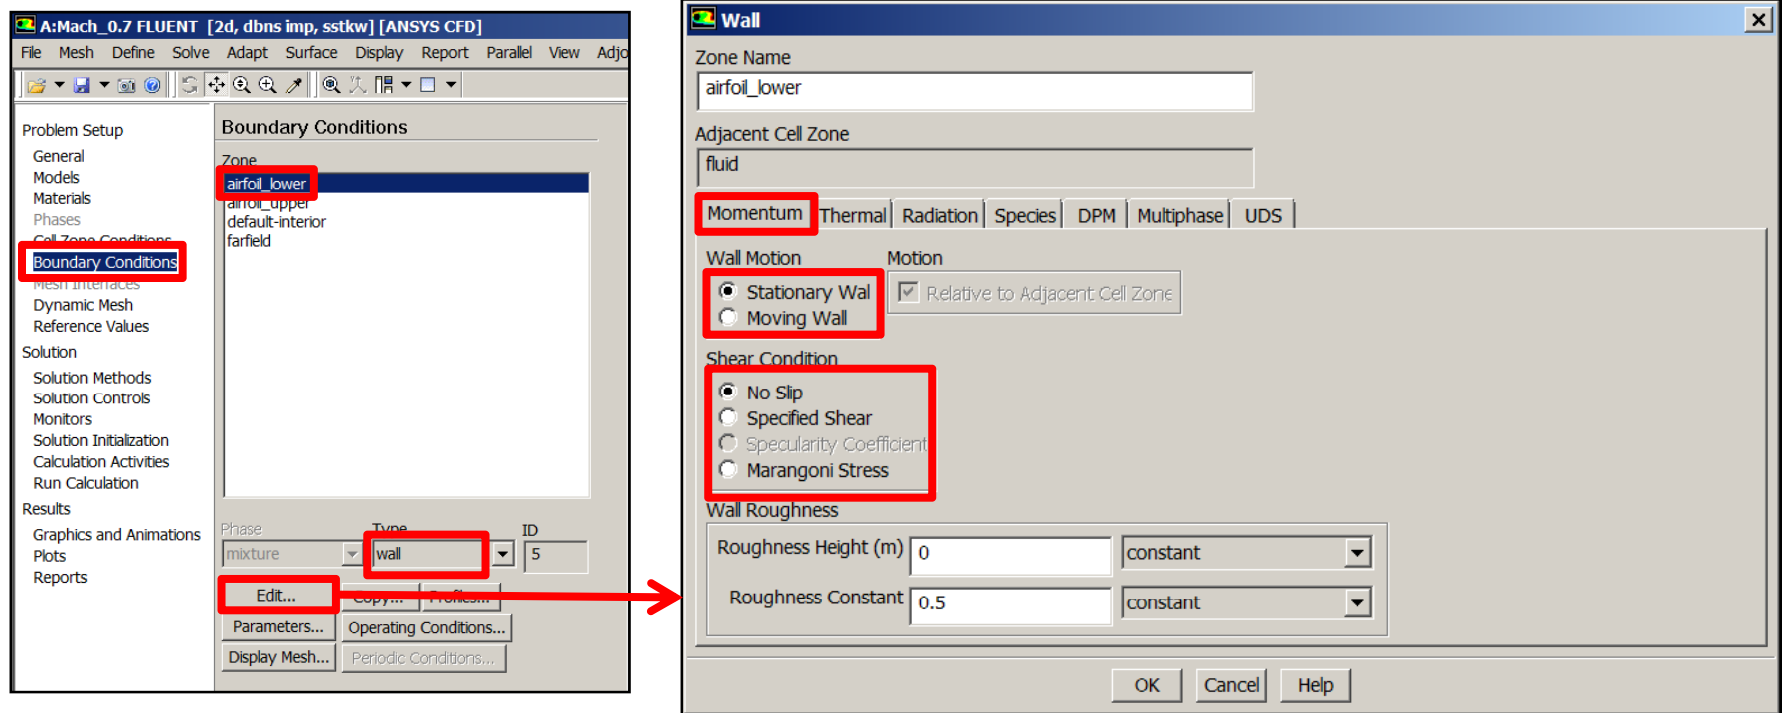 A:Mach_0.7 FLUENT [2d, dbns imp, sstkw] [ANSYS CFD]
File Mesh Define Solve Adapt Surface Display Report Parallel View Adjo
Problem Setup
General
Models
Materials
Phases
Cell Zone Conditions
Boundary Conditions
Mesh Interfaces
Dynamic Mesh
Reference Values
Solution
Solution Methods
Solution Controls
Monitors
Solution Initialization
Calculation Activities
Run Calculation
Results
Graphics and Animations
Plots
Reports
Boundary Conditions
Zone
airfoil_lower
airfoil_upper
default-interior
farfield
Phase Type ID
mixture wall 5
Edit... Copy... Profiles...
Parameters... Operating Conditions...
Display Mesh... Periodic Conditions...
Wall
Zone Name
airfoil_lower
Adjacent Cell Zone
fluid
Momentum Thermal Radiation Species DPM Multiphase UDS
Wall Motion Motion
Stationary Wal Relative to Adjacent Cell Zone
Moving Wall
Shear Condition
No Slip
Specified Shear
Specularity Coefficient
Marangoni Stress
Wall Roughness
Roughness Height (m) 0 constant
Roughness Constant 0.5 constant
OK Cancel Help